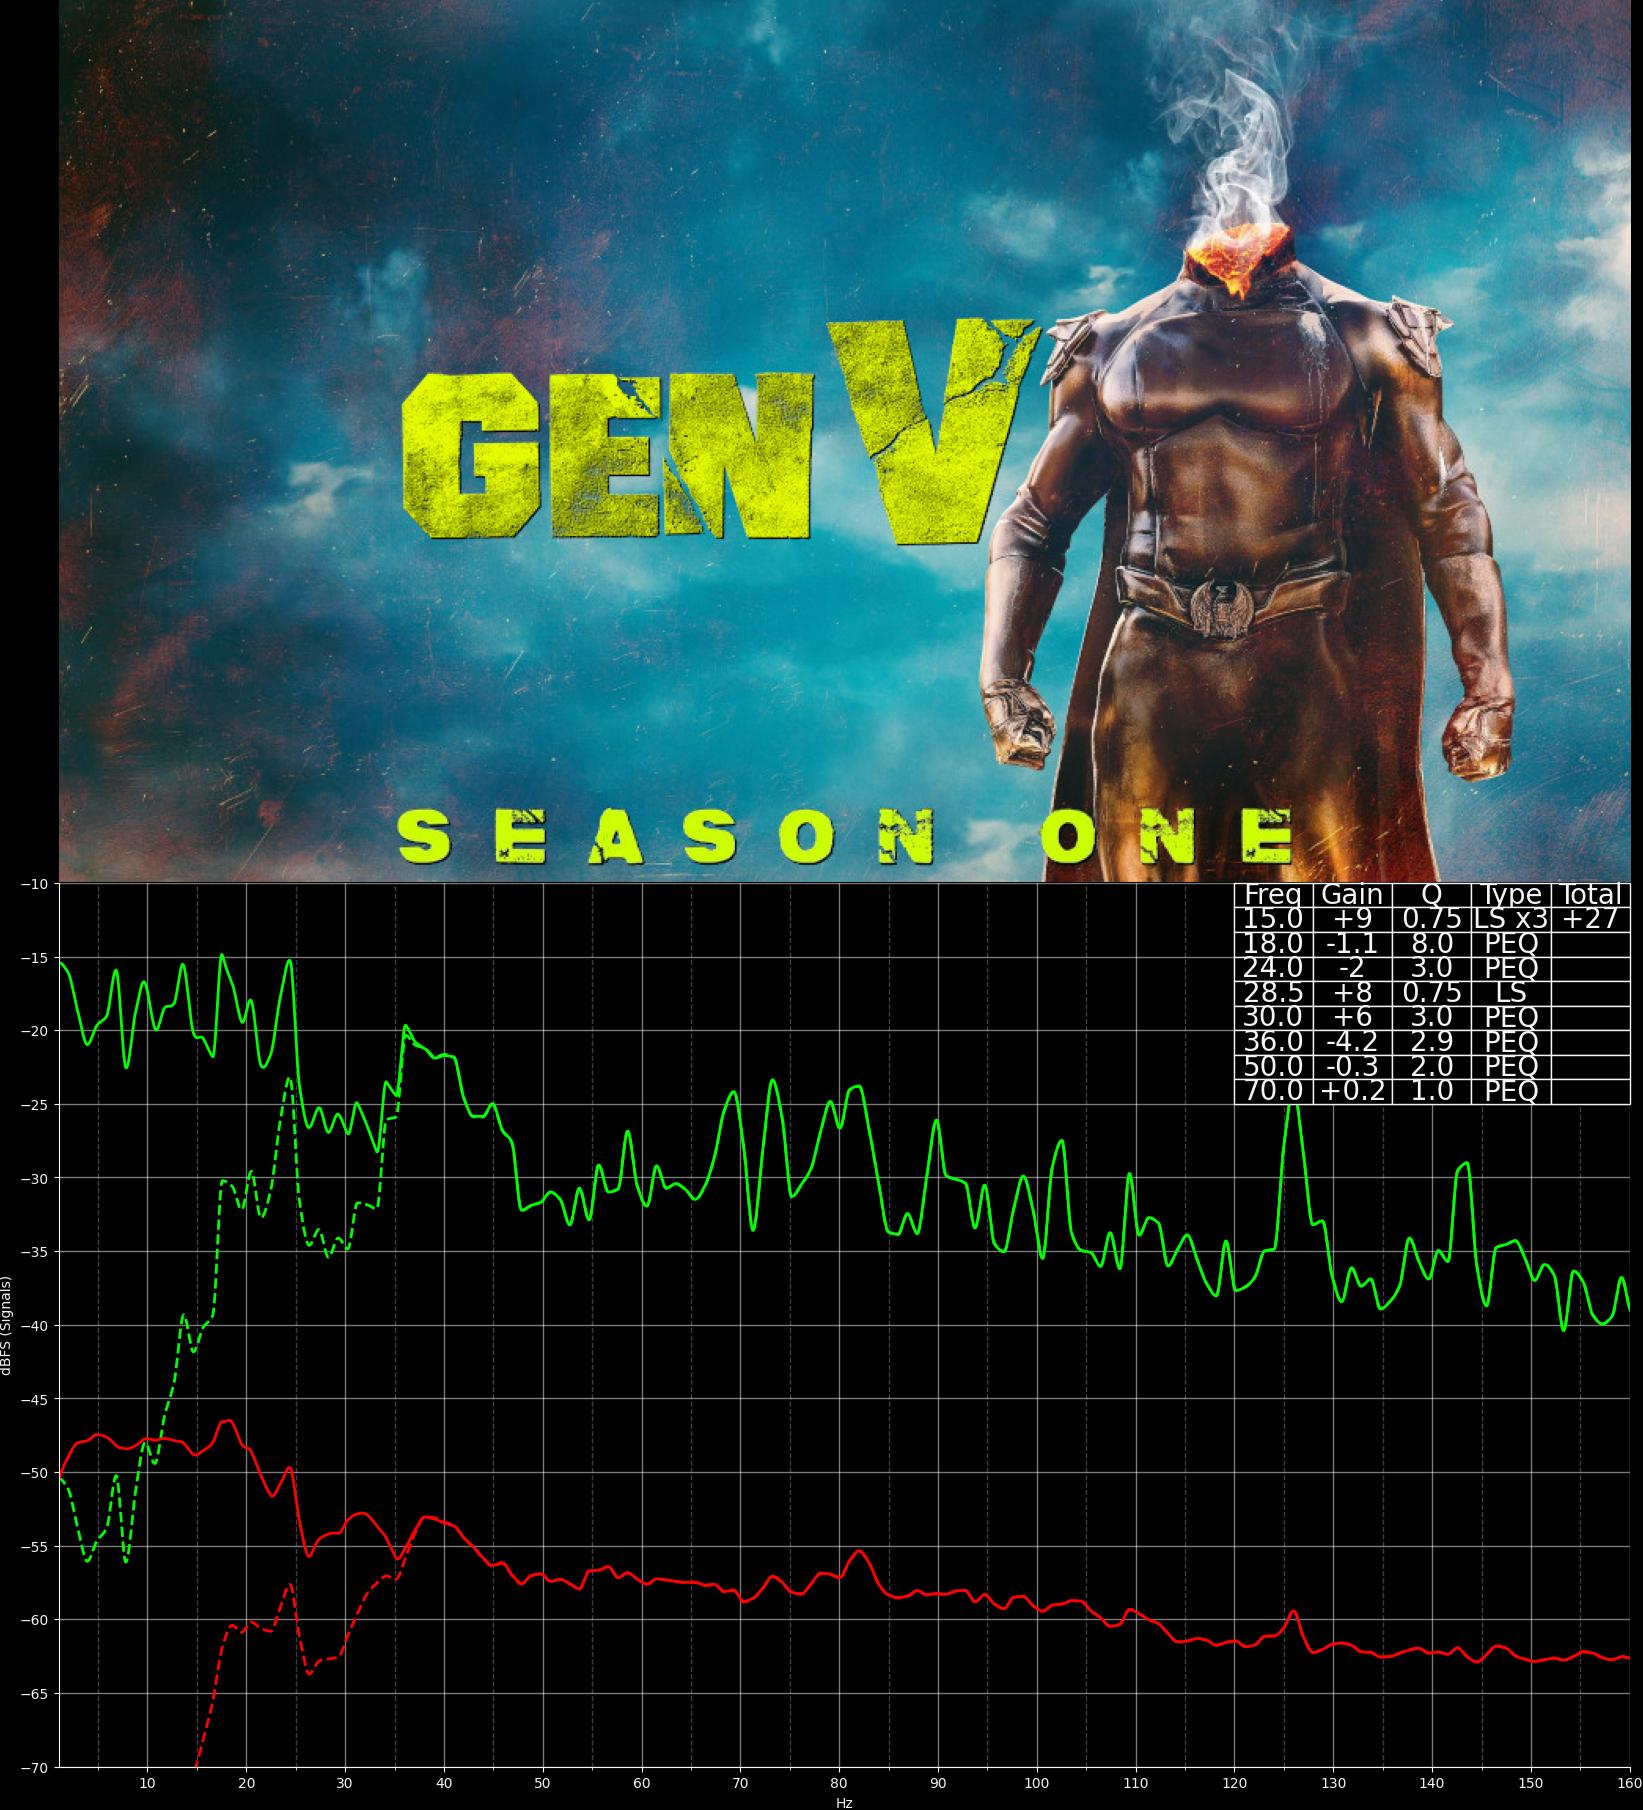 GEN V
SEASON ONE
Freq Gain Q Type Total
15.0 +9 0.75 LS x3 +27
18.0 -1.1 8.0 PEQ
24.0 -2 3.0 PEQ
28.5 +8 0.75 LS
30.0 +6 3.0 PEQ
36.0 -4.2 2.9 PEQ
50.0 -0.3 2.0 PEQ
70.0 +0.2 1.0 PEQ
−10
−15
−20
−25
−30
−35
−40
−45
−50
−55
−60
−65
−70
dBFS (Signals)
10 20 30 40 50 60 70 80 90 100 110 120 130 140 150 160
Hz